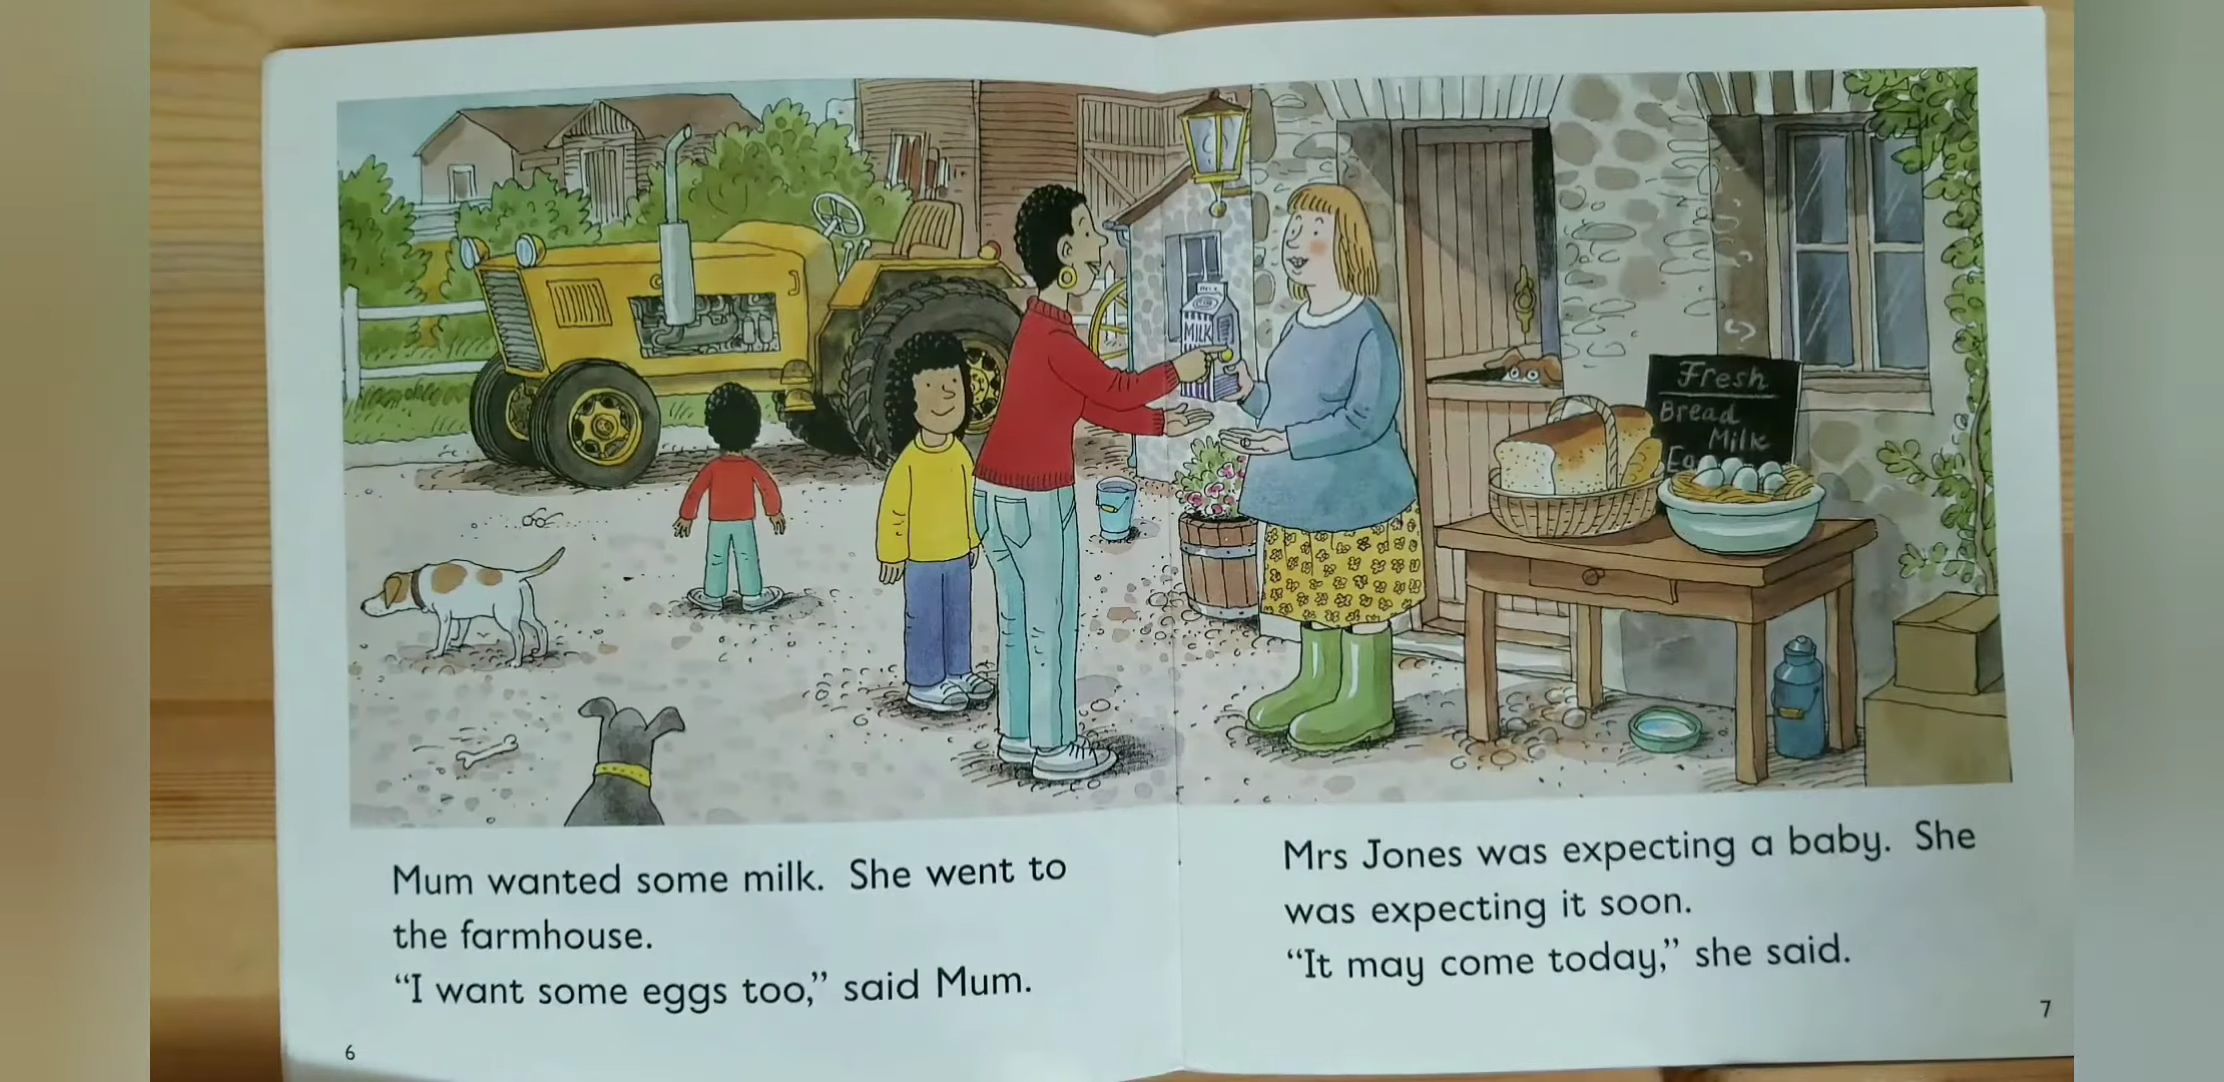 MILK
Fresh
Bread
Milk
Mum wanted some milk. She went to
the farmhouse.
“I want some eggs too,” said Mum.
6
Mrs Jones was expecting a baby. She
was expecting it soon.
“It may come today,” she said.
7